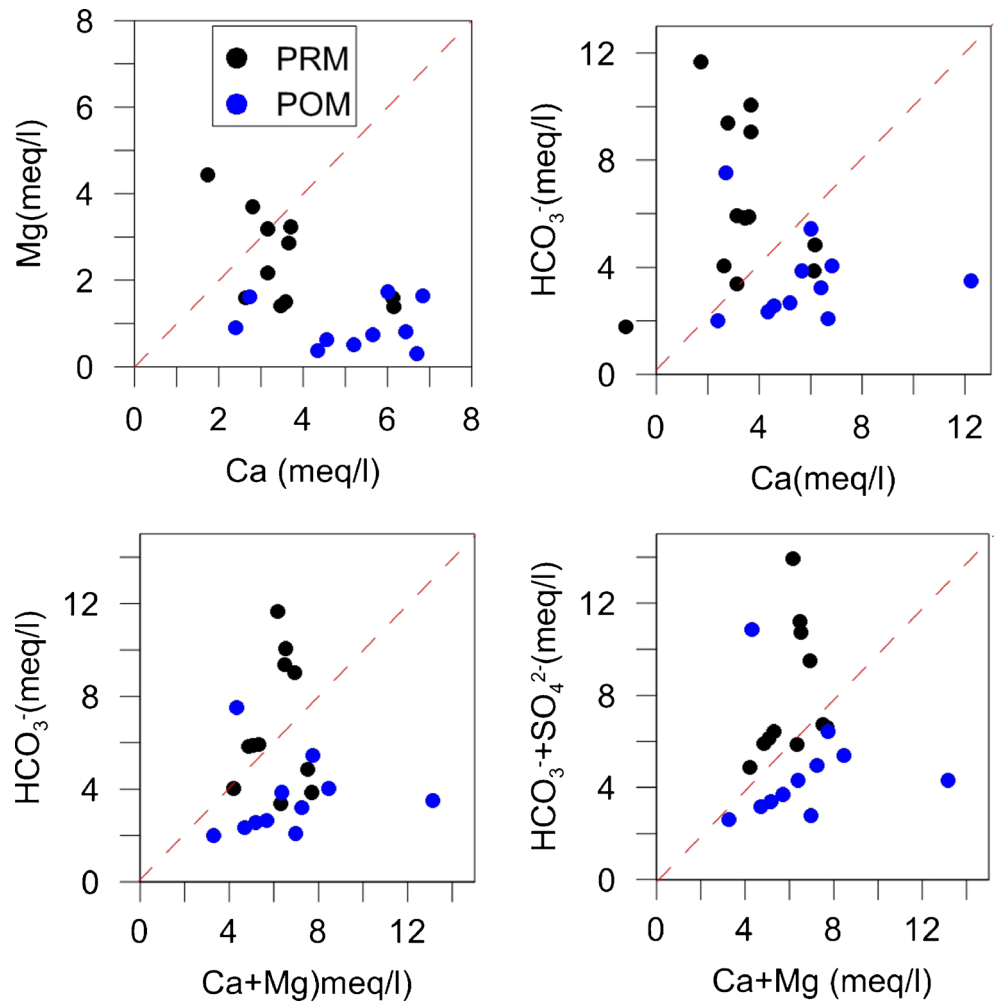 8
6
4
2
0
Mg(meq/l)
PRM
POM
0 2 4 6 8
Ca (meq/l)
12
8
4
0
HCO₃⁻(meq/l)
0 4 8 12
Ca(meq/l)
12
8
4
0
HCO₃⁻(meq/l)
0 4 8 12
Ca+Mg)meq/l)
12
8
4
0
HCO₃⁻+SO₄²⁻(meq/l)
0 4 8 12
Ca+Mg (meq/l)